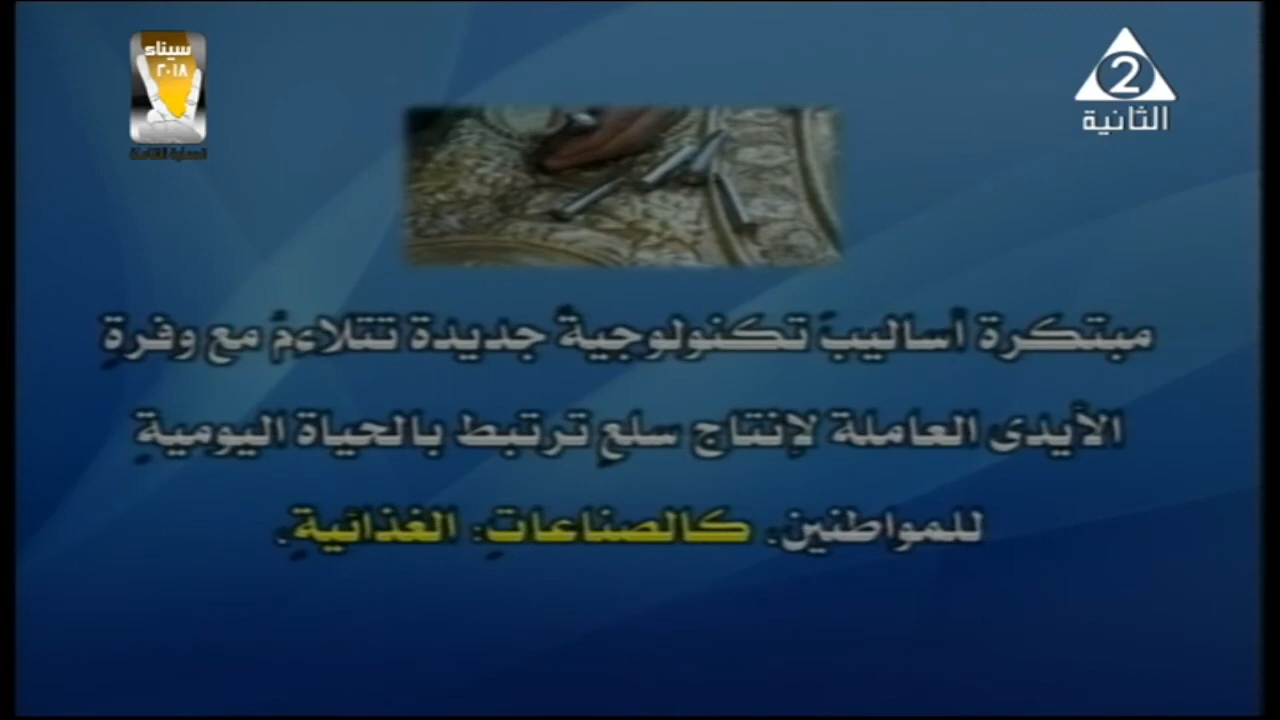 سيناء
٢٠١٨
2
الثانية
مبتكرة أساليبَ تكنولوجيةً جديدة تتلاءمُ مع وفرةِ
الأيدى العاملة لإنتاج سلعٍ ترتبط بالحياة اليوميةِ
للمواطنين. كالصناعاتِ: الغذائيةِ.